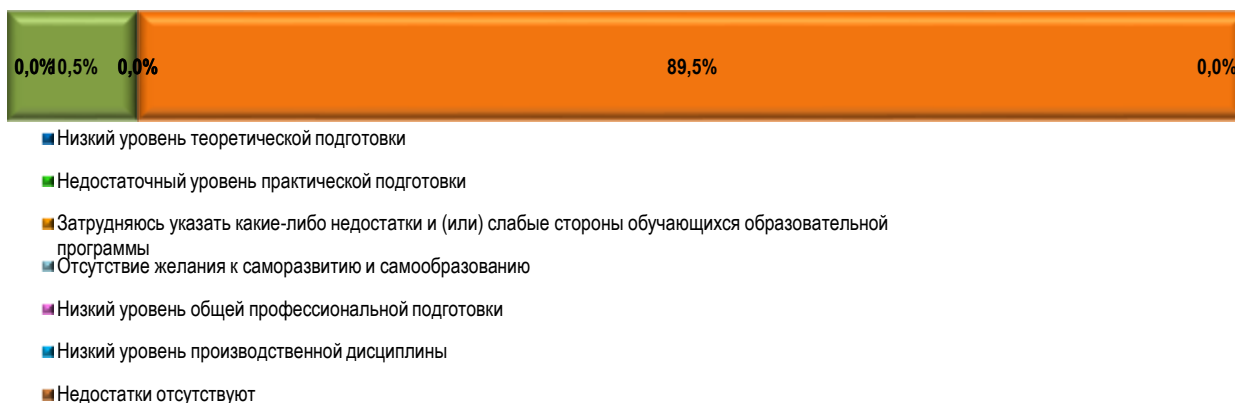 0,0% 10,5% 0,0% 89,5% 0,0%
Низкий уровень теоретической подготовки
Недостаточный уровень практической подготовки
Затрудняюсь указать какие-либо недостатки и (или) слабые стороны обучающихся образовательной
программы
Отсутствие желания к саморазвитию и самообразованию
Низкий уровень общей профессиональной подготовки
Низкий уровень производственной дисциплины
Недостатки отсутствуют